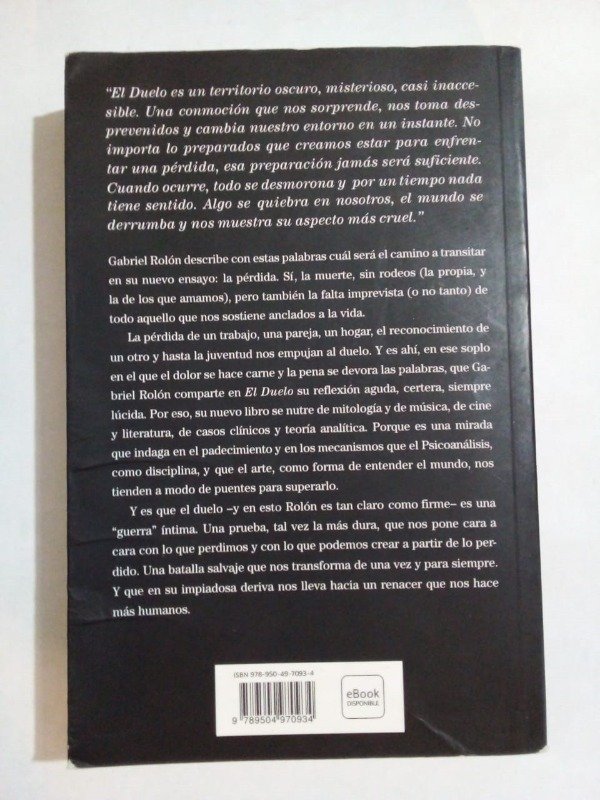 “El Duelo es un territorio oscuro, misterioso, casi inacce-
sible. Una conmoción que nos sorprende, nos toma des-
prevenidos y cambia nuestro entorno en un instante. No
importa lo preparados que creamos estar para enfren-
tar una pérdida, esa preparación jamás será suficiente.
Cuando ocurre, todo se desmorona y por un tiempo nada
tiene sentido. Algo se quiebra en nosotros, el mundo se
derrumba y nos muestra su aspecto más cruel.”
Gabriel Rolón describe con estas palabras cuál será el camino a transitar
en su nuevo ensayo: la pérdida. Sí, la muerte, sin rodeos (la propia, y
la de los que amamos), pero también la falta imprevista (o no tanto) de
todo aquello que nos sostiene anclados a la vida.
La pérdida de un trabajo, una pareja, un hogar, el reconocimiento de
un otro y hasta la juventud nos empujan al duelo. Y es ahí, en ese soplo
en el que el dolor se hace carne y la pena se devora las palabras, que Ga-
briel Rolón comparte en El Duelo su reflexión aguda, certera, siempre
lúcida. Por eso, su nuevo libro se nutre de mitología y de música, de cine
y literatura, de casos clínicos y teoría analítica. Porque es una mirada
que indaga en el padecimiento y en los mecanismos que el Psicoanálisis,
como disciplina, y que el arte, como forma de entender el mundo, nos
tienden a modo de puentes para superarlo.
Y es que el duelo –y en esto Rolón es tan claro como firme– es una
“guerra” íntima. Una prueba, tal vez la más dura, que nos pone cara a
cara con lo que perdimos y con lo que podemos crear a partir de lo per-
dido. Una batalla salvaje que nos transforma de una vez y para siempre.
Y que en su impiadosa deriva nos lleva hacía un renacer que nos hace
más humanos.
ISBN 978-950-49-7093-4
9 789504 970934
eBook
DISPONIBLE